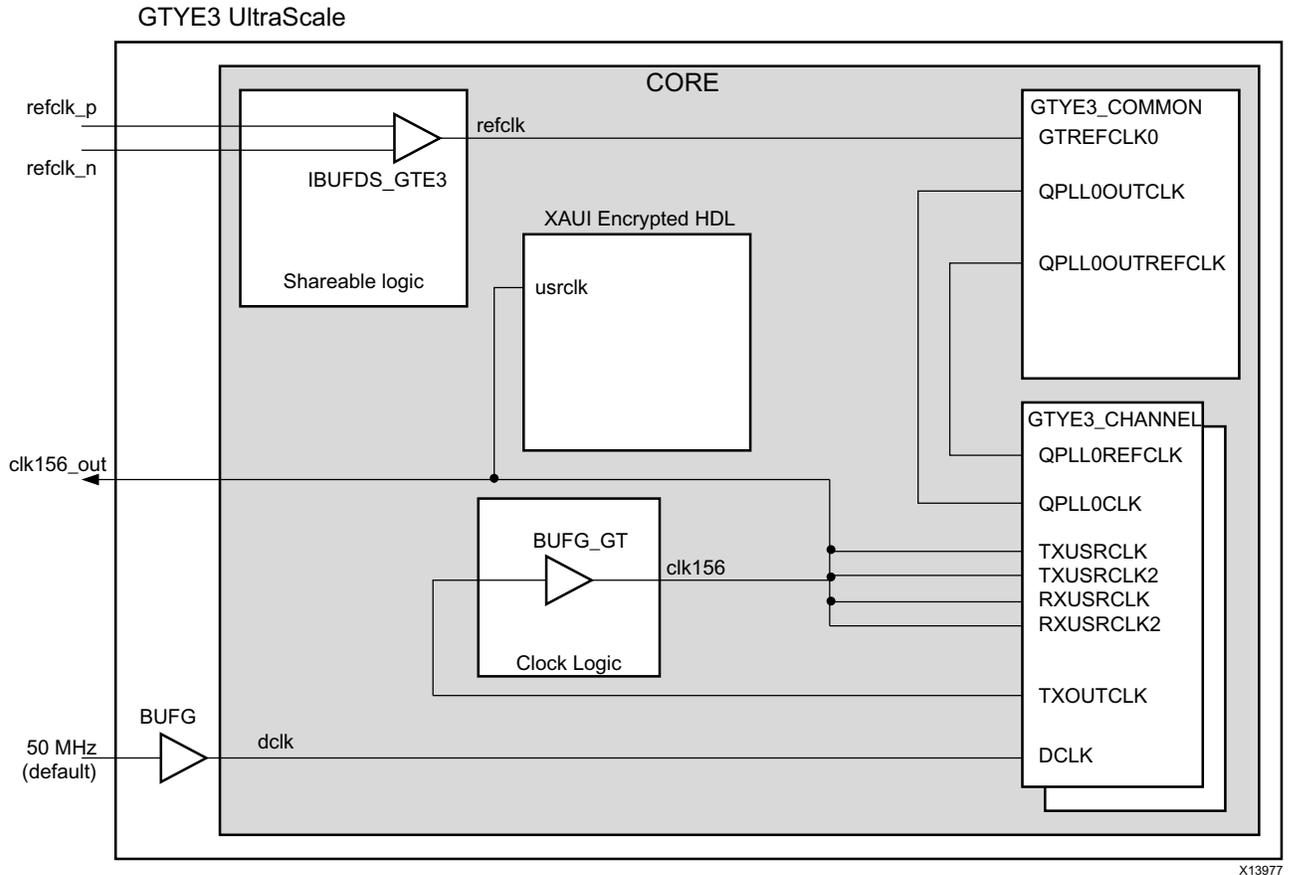 GTYE3 UltraScale
CORE
refclk_p
refclk_n
refclk
IBUFDS_GTE3
Shareable logic
GTYE3_COMMON
GTREFCLK0
QPLL0OUTCLK
QPLL0OUTREFCLK
XAUI Encrypted HDL
usrclk
GTYE3_CHANNEL
QPLL0REFCLK
QPLL0CLK
TXUSRCLK
TXUSRCLK2
RXUSRCLK
RXUSRCLK2
TXOUTCLK
DCLK
clk156_out
BUFG_GT
clk156
Clock Logic
BUFG
50 MHz
(default)
dclk
X13977